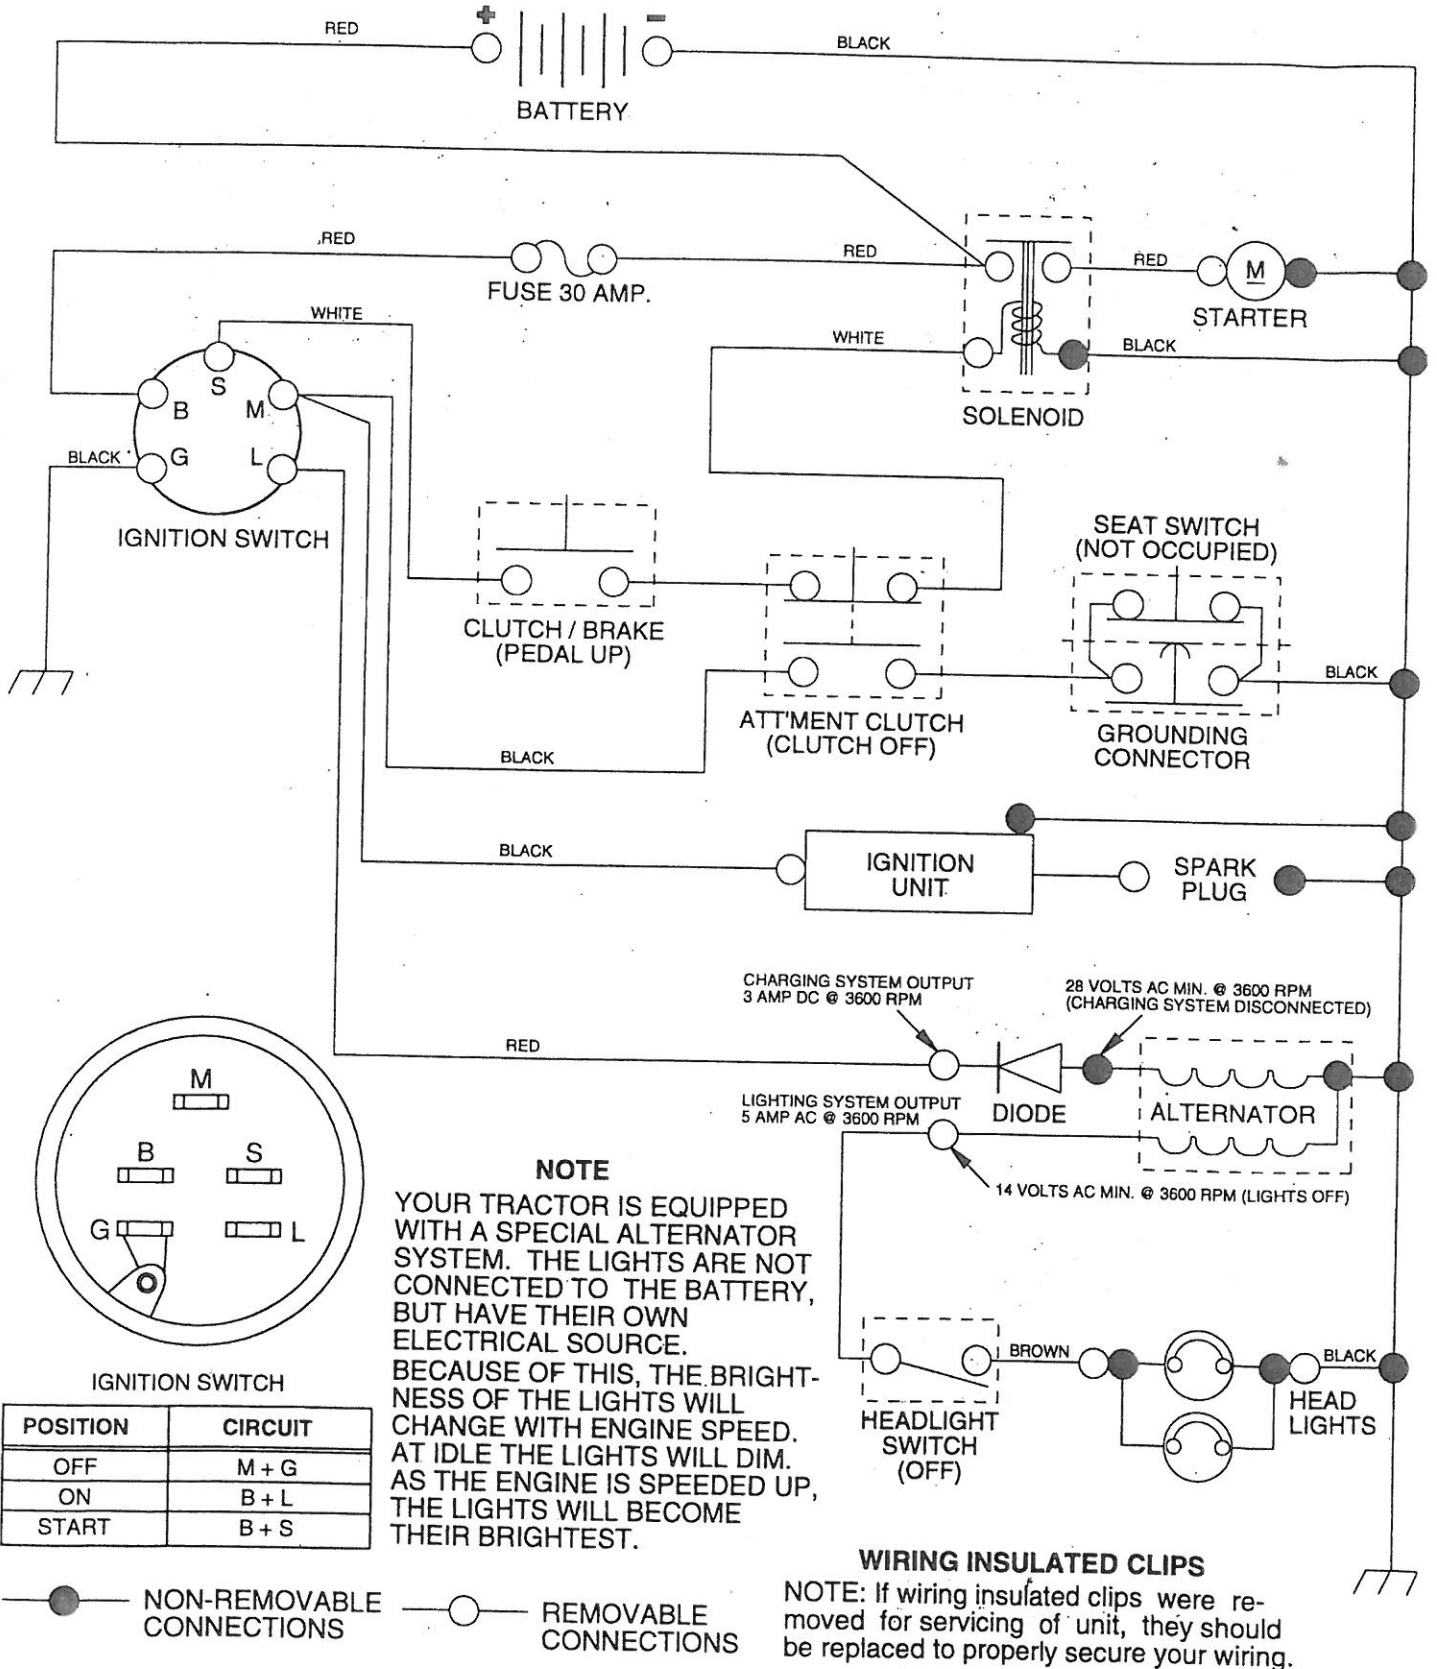 +
−
RED
BLACK
BATTERY
RED
FUSE 30 AMP.
RED
RED
M
STARTER
WHITE
WHITE
BLACK
SOLENOID
S
B
M
BLACK
G
L
IGNITION SWITCH
SEAT SWITCH
(NOT OCCUPIED)
CLUTCH / BRAKE
(PEDAL UP)
BLACK
ATT'MENT CLUTCH
(CLUTCH OFF)
GROUNDING
CONNECTOR
BLACK
BLACK
IGNITION
UNIT
SPARK
PLUG
CHARGING SYSTEM OUTPUT
3 AMP DC @ 3600 RPM
28 VOLTS AC MIN. @ 3600 RPM
(CHARGING SYSTEM DISCONNECTED)
RED
DIODE
ALTERNATOR
LIGHTING SYSTEM OUTPUT
5 AMP AC @ 3600 RPM
14 VOLTS AC MIN. @ 3600 RPM (LIGHTS OFF)
M
B
S
G
L
IGNITION SWITCH
POSITION CIRCUIT
OFF M + G
ON B + L
START B + S
NOTE
YOUR TRACTOR IS EQUIPPED
WITH A SPECIAL ALTERNATOR
SYSTEM. THE LIGHTS ARE NOT
CONNECTED TO THE BATTERY,
BUT HAVE THEIR OWN
ELECTRICAL SOURCE.
BECAUSE OF THIS, THE BRIGHT-
NESS OF THE LIGHTS WILL
CHANGE WITH ENGINE SPEED.
AT IDLE THE LIGHTS WILL DIM.
AS THE ENGINE IS SPEEDED UP,
THE LIGHTS WILL BECOME
THEIR BRIGHTEST.
BROWN
BLACK
HEADLIGHT
SWITCH
(OFF)
HEAD
LIGHTS
NON-REMOVABLE
CONNECTIONS
REMOVABLE
CONNECTIONS
WIRING INSULATED CLIPS
NOTE: If wiring insulated clips were re-
moved for servicing of unit, they should
be replaced to properly secure your wiring.